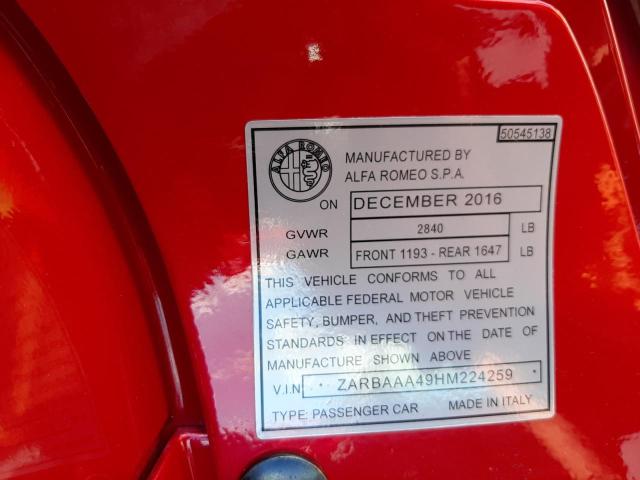 50545138
ALFA ROMEO
MANUFACTURED BY
ALFA ROMEO S.P.A.
ON DECEMBER 2016
GVWR 2840 LB
GAWR FRONT 1193 - REAR 1647 LB
THIS VEHICLE CONFORMS TO ALL
APPLICABLE FEDERAL MOTOR VEHICLE
SAFETY, BUMPER, AND THEFT PREVENTION
STANDARDS IN EFFECT ON THE DATE OF
MANUFACTURE SHOWN ABOVE
V.I.N. * ZARBAAA49HM224259 *
TYPE: PASSENGER CAR MADE IN ITALY